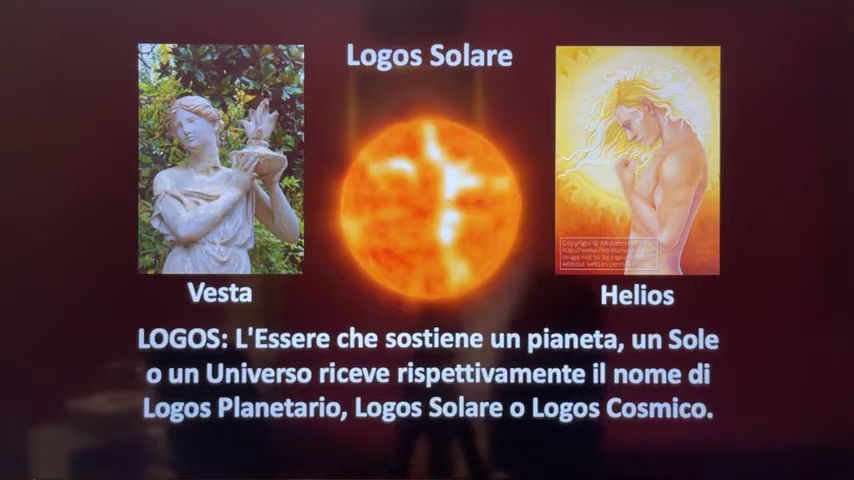 Logos Solare
Copyright ©
Vesta
Helios
LOGOS: L'Essere che sostiene un pianeta, un Sole
o un Universo riceve rispettivamente il nome di
Logos Planetario, Logos Solare o Logos Cosmico.